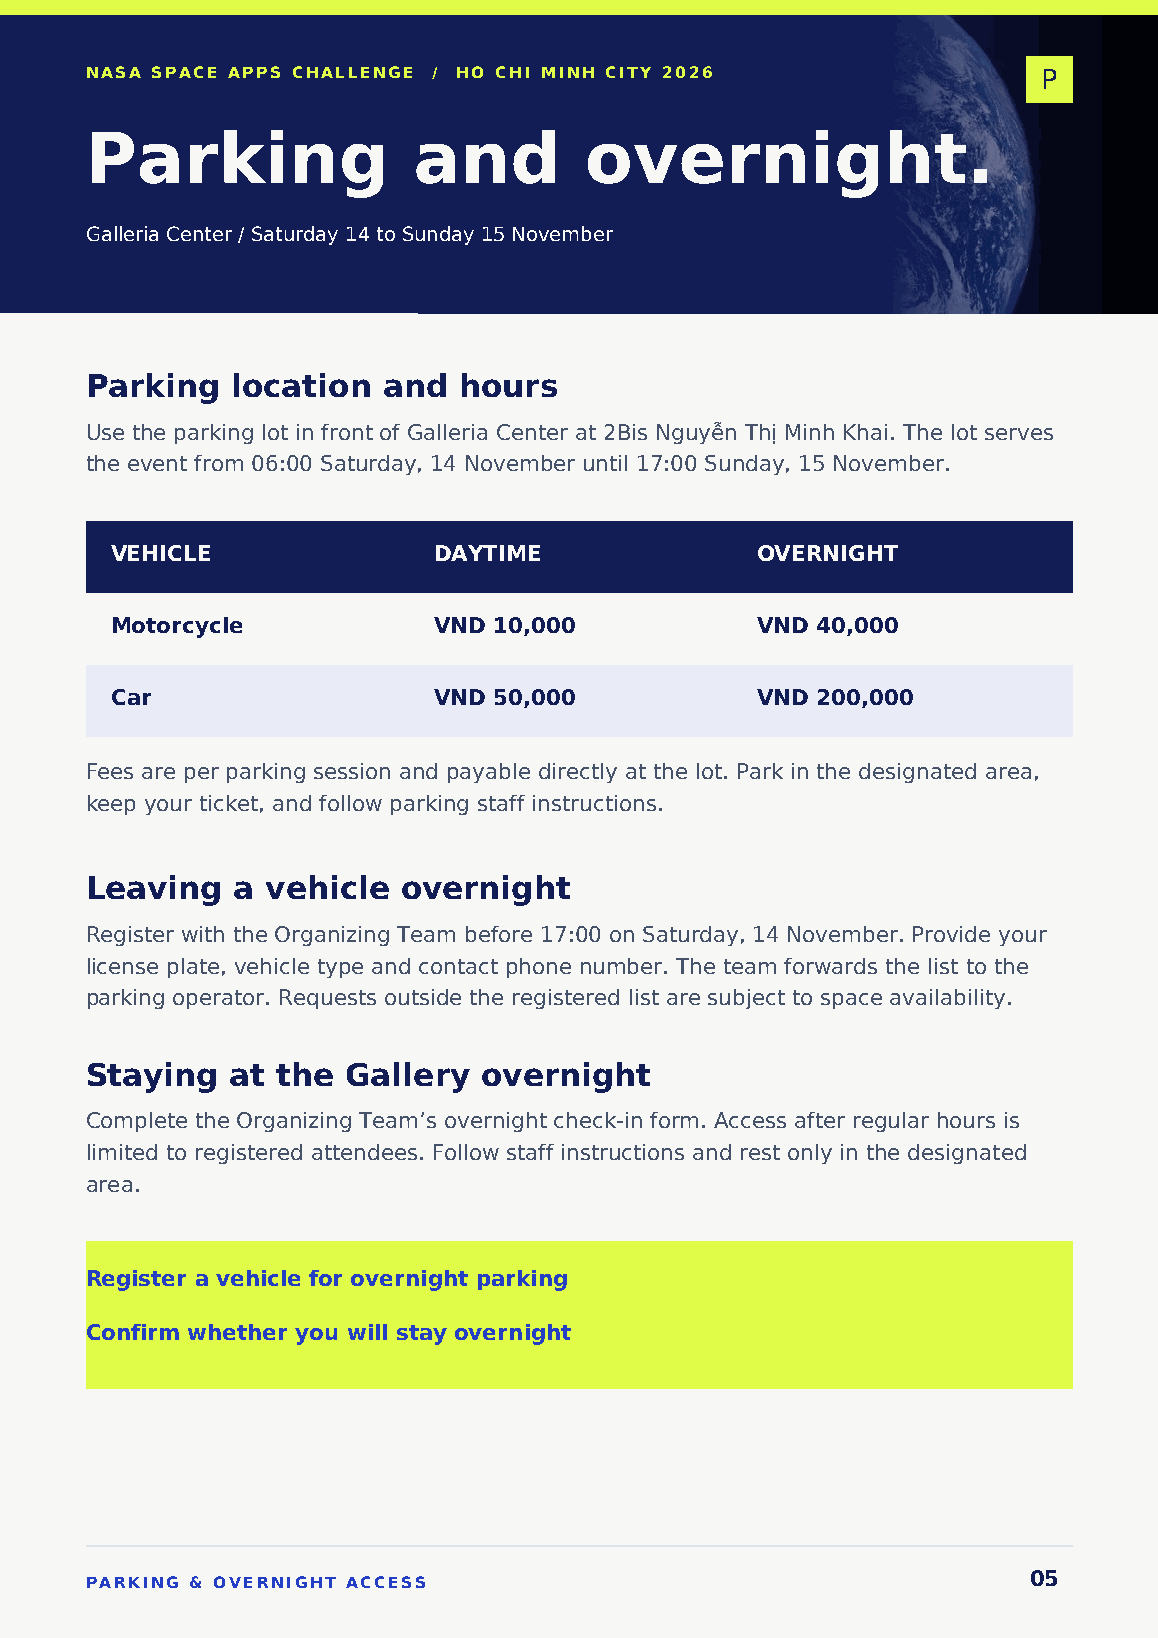 NASA SPACE APPS CHALLENGE / HO CHI MINH CITY 2026
P
Parking and overnight.
Galleria Center / Saturday 14 to Sunday 15 November
Parking location and hours
Use the parking lot in front of Galleria Center at 2Bis Nguyễn Thị Minh Khai. The lot serves
the event from 06:00 Saturday, 14 November until 17:00 Sunday, 15 November.
VEHICLE DAYTIME OVERNIGHT
Motorcycle VND 10,000 VND 40,000
Car VND 50,000 VND 200,000
Fees are per parking session and payable directly at the lot. Park in the designated area,
keep your ticket, and follow parking staff instructions.
Leaving a vehicle overnight
Register with the Organizing Team before 17:00 on Saturday, 14 November. Provide your
license plate, vehicle type and contact phone number. The team forwards the list to the
parking operator. Requests outside the registered list are subject to space availability.
Staying at the Gallery overnight
Complete the Organizing Team’s overnight check-in form. Access after regular hours is
limited to registered attendees. Follow staff instructions and rest only in the designated
area.
Register a vehicle for overnight parking
Confirm whether you will stay overnight
PARKING & OVERNIGHT ACCESS
05